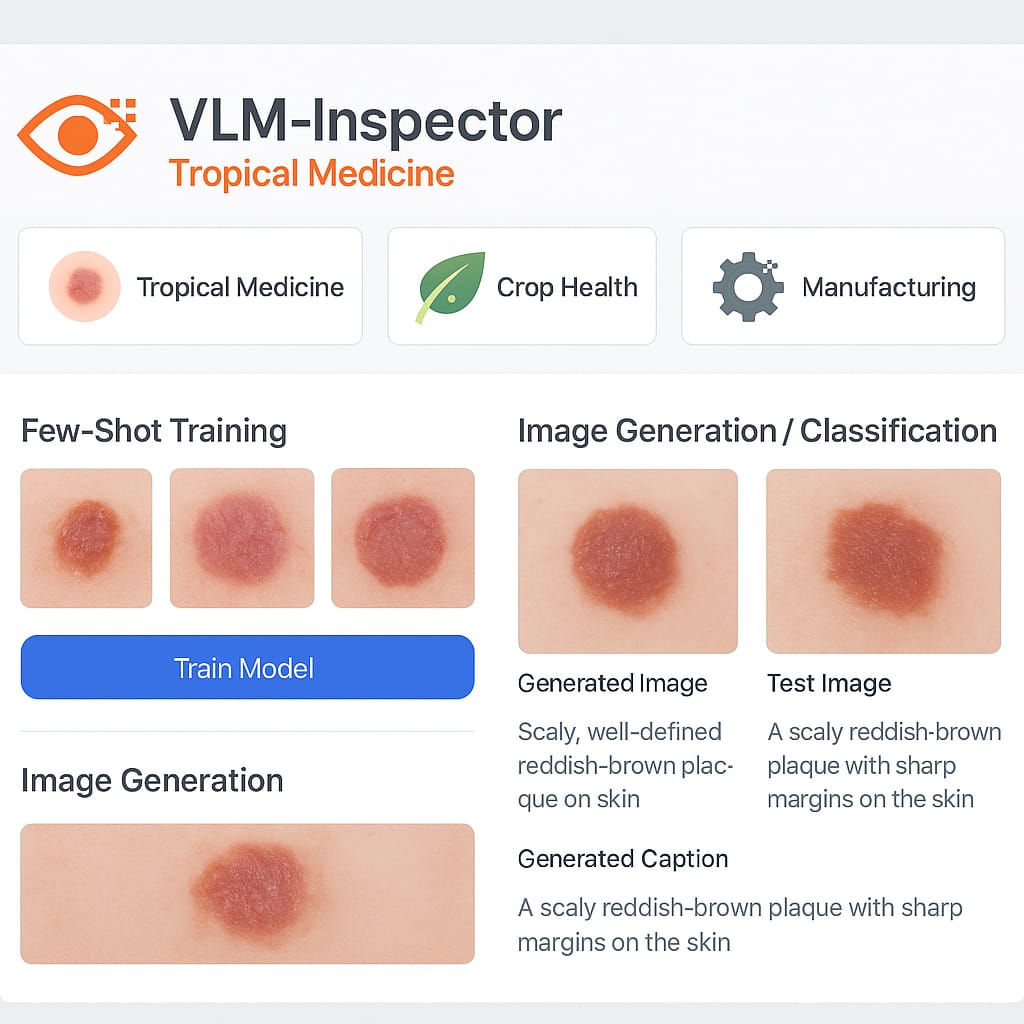 VLM-Inspector
Tropical Medicine
Tropical Medicine
Crop Health
Manufacturing
Few-Shot Training
Train Model
Image Generation
Image Generation / Classification
Generated Image
Scaly, well-defined
reddish-brown plac-
que on skin
Test Image
A scaly reddish-brown
plaque with sharp
margins on the skin
Generated Caption
A scaly reddish-brown plaque with sharp
margins on the skin